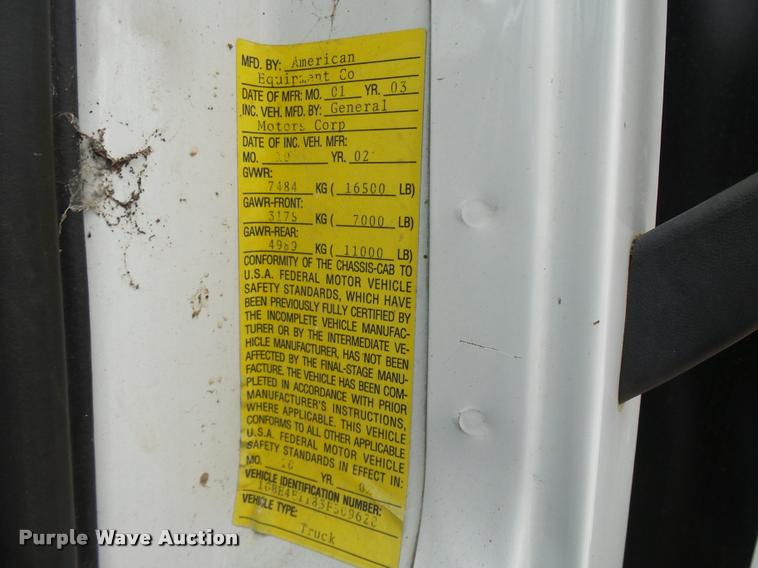 MFD. BY: American
Equipment Co
DATE OF MFR: MO. 01 YR. 03
INC. VEH. MFD. BY: General
Motors Corp
DATE OF INC. VEH. MFR:
MO. YR. 02
GVWR:
7484 KG ( 16500 LB)
GAWR-FRONT:
3175 KG ( 7000 LB)
GAWR-REAR:
4989 KG ( 11000 LB)
CONFORMITY OF THE CHASSIS-CAB TO
U.S.A. FEDERAL MOTOR VEHICLE
SAFETY STANDARDS, WHICH HAVE
BEEN PREVIOUSLY FULLY CERTIFIED BY
THE INCOMPLETE VEHICLE MANUFAC-
TURER OR BY THE INTERMEDIATE VE-
HICLE MANUFACTURER, HAS NOT BEEN
AFFECTED BY THE FINAL-STAGE MANU-
FACTURE. THE VEHICLE HAS BEEN COM-
PLETED IN ACCORDANCE WITH PRIOR
MANUFACTURER'S INSTRUCTIONS,
WHERE APPLICABLE. THIS VEHICLE
CONFORMS TO ALL OTHER APPLICABLE
U.S.A. FEDERAL MOTOR VEHICLE
SAFETY STANDARDS IN EFFECT IN:
MO. YR.
VEHICLE IDENTIFICATION NUMBER:
VEHICLE TYPE:
Truck
Purple Wave Auction